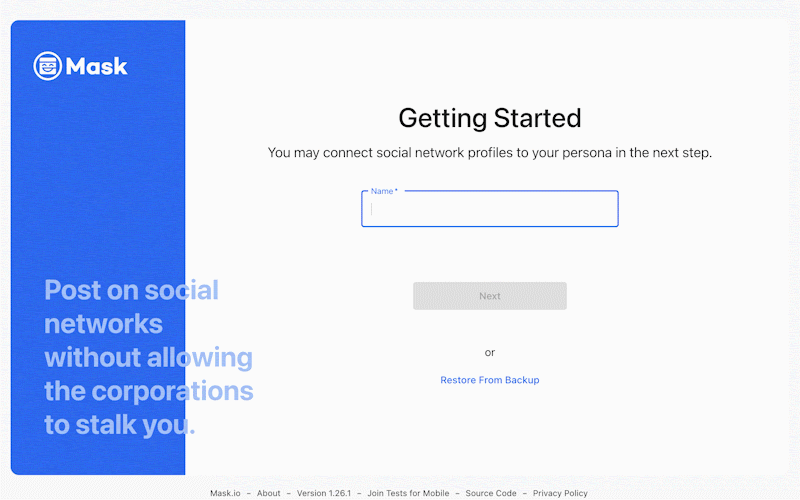 Mask
Getting Started
You may connect social network profiles to your persona in the next step.
Name *
Next
or
Restore From Backup
Post on social
networks
without allowing
the corporations
to stalk you.
Mask.io – About – Version 1.26.1 – Join Tests for Mobile – Source Code – Privacy Policy